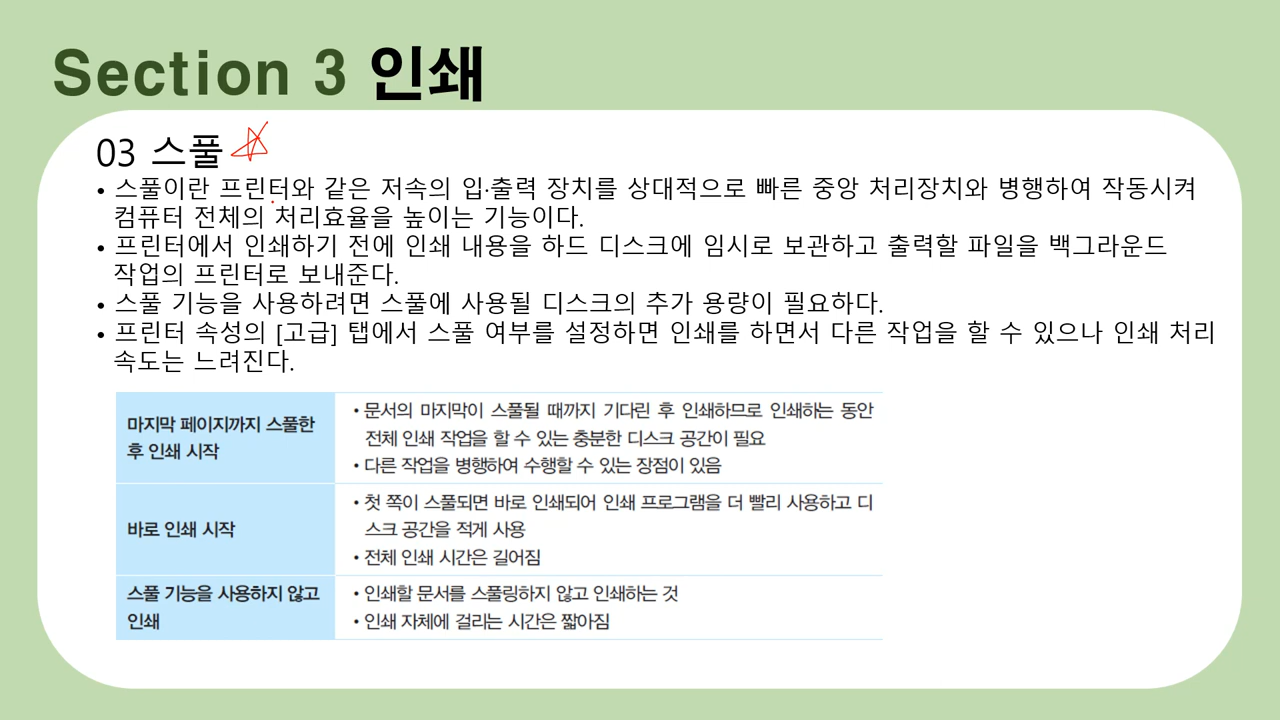 Section 3 인쇄
03 스풀
• 스풀이란 프린터와 같은 저속의 입·출력 장치를 상대적으로 빠른 중앙 처리장치와 병행하여 작동시켜
컴퓨터 전체의 처리효율을 높이는 기능이다.
• 프린터에서 인쇄하기 전에 인쇄 내용을 하드 디스크에 임시로 보관하고 출력할 파일을 백그라운드
작업의 프린터로 보내준다.
• 스풀 기능을 사용하려면 스풀에 사용될 디스크의 추가 용량이 필요하다.
• 프린터 속성의 [고급] 탭에서 스풀 여부를 설정하면 인쇄를 하면서 다른 작업을 할 수 있으나 인쇄 처리
속도는 느려진다.
마지막 페이지까지 스풀한
후 인쇄 시작
• 문서의 마지막이 스풀될 때까지 기다린 후 인쇄하므로 인쇄하는 동안
전체 인쇄 작업을 할 수 있는 충분한 디스크 공간이 필요
• 다른 작업을 병행하여 수행할 수 있는 장점이 있음
바로 인쇄 시작
• 첫 쪽이 스풀되면 바로 인쇄되어 인쇄 프로그램을 더 빨리 사용하고 디
스크 공간을 적게 사용
• 전체 인쇄 시간은 길어짐
스풀 기능을 사용하지 않고
인쇄
• 인쇄할 문서를 스풀링하지 않고 인쇄하는 것
• 인쇄 자체에 걸리는 시간은 짧아짐